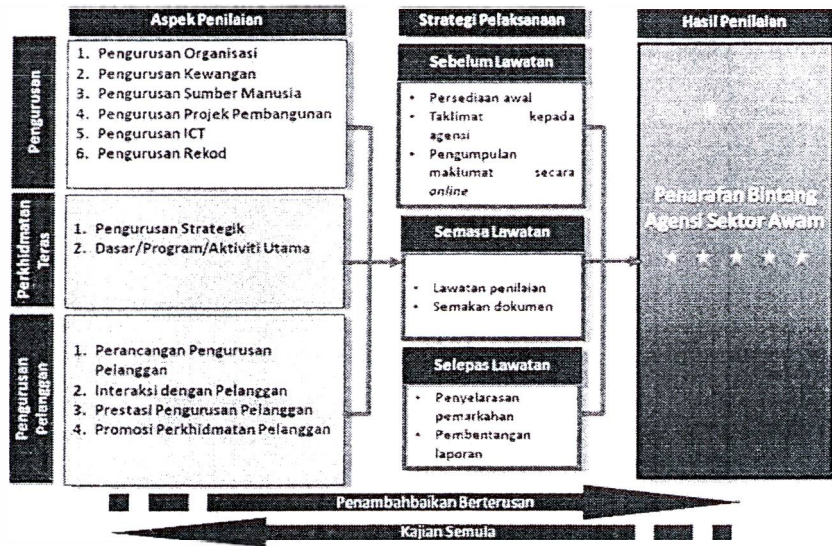 Aspek Penilaian
Strategi Pelaksanaan
Hasil Penilaian
Pengurusan
1. Pengurusan Organisasi
2. Pengurusan Kewangan
3. Pengurusan Sumber Manusia
4. Pengurusan Projek Pembangunan
5. Pengurusan ICT
6. Pengurusan Rekod
Perkhidmatan
Teras
1. Pengurusan Strategik
2. Dasar/Program/Aktiviti Utama
Pengurusan
Pelanggan
1. Perancangan Pengurusan
Pelanggan
2. Interaksi dengan Pelanggan
3. Prestasi Pengurusan Pelanggan
4. Promosi Perkhidmatan Pelanggan
Sebelum Lawatan
• Persediaan awal
• Taklimat kepada
agensi
• Pengumpulan
maklumat secara
online
Semasa Lawatan
• Lawatan penilaian
• Semakan dokumen
Selepas Lawatan
• Penyelarasan
pemarkahan
• Pembentangan
laporan
Penarafan Bintang
Agensi Sektor Awam
Penambahbaikan Berterusan
Kajian Semula